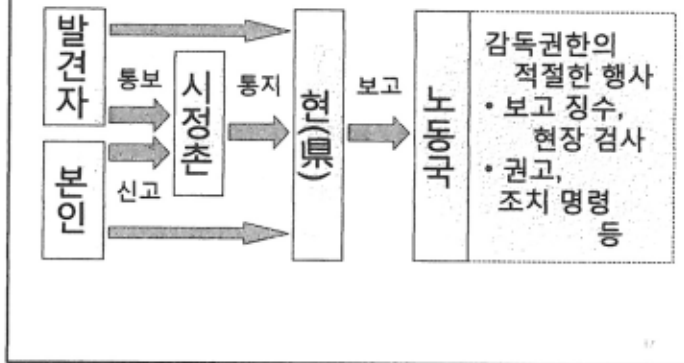 발견자
본인
통보
신고
시정촌
통지
현(県)
보고
노동국
감독권한의
적절한 행사
• 보고 징수,
현장 검사
• 권고,
조치 명령
등